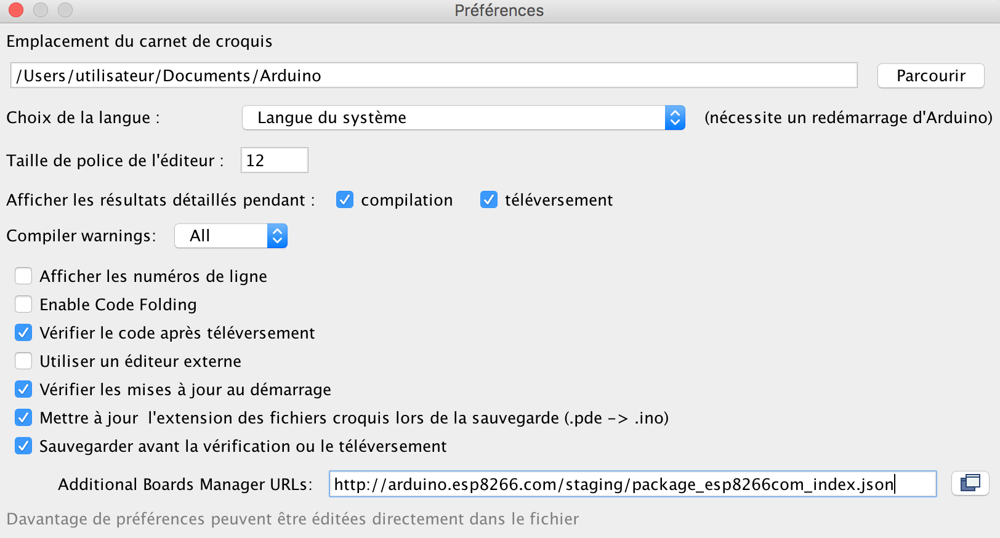 Préférences
Emplacement du carnet de croquis
/Users/utilisateur/Documents/Arduino Parcourir
Choix de la langue : Langue du système (nécessite un redémarrage d'Arduino)
Taille de police de l'éditeur : 12
Afficher les résultats détaillés pendant : compilation téléversement
Compiler warnings: All
Afficher les numéros de ligne
Enable Code Folding
Vérifier le code après téléversement
Utiliser un éditeur externe
Vérifier les mises à jour au démarrage
Mettre à jour  l'extension des fichiers croquis lors de la sauvegarde (.pde -> .ino)
Sauvegarder avant la vérification ou le téléversement
Additional Boards Manager URLs: http://arduino.esp8266.com/staging/package_esp8266com_index.json
Davantage de préférences peuvent être éditées directement dans le fichier